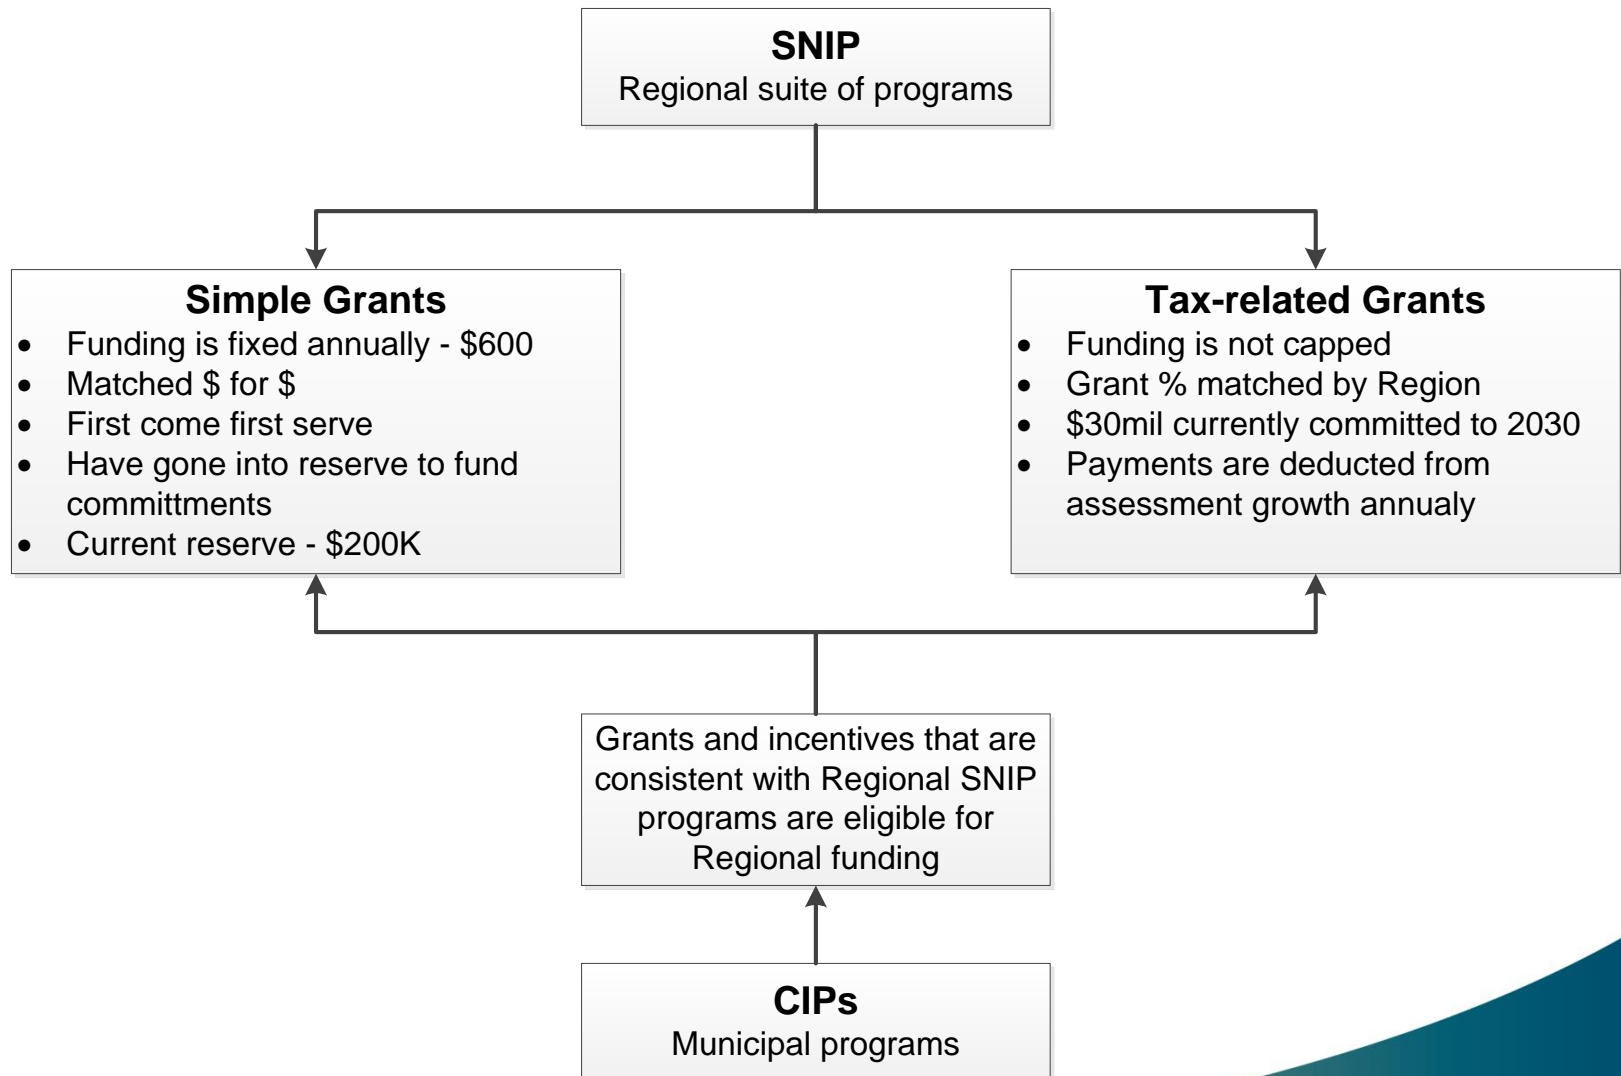 SNIP
Regional suite of programs
Simple Grants
• Funding is fixed annually - $600
• Matched $ for $
• First come first serve
• Have gone into reserve to fund
committments
• Current reserve - $200K
Tax-related Grants
• Funding is not capped
• Grant % matched by Region
• $30mil currently committed to 2030
• Payments are deducted from
assessment growth annualy
Grants and incentives that are
consistent with Regional SNIP
programs are eligible for
Regional funding
CIPs
Municipal programs